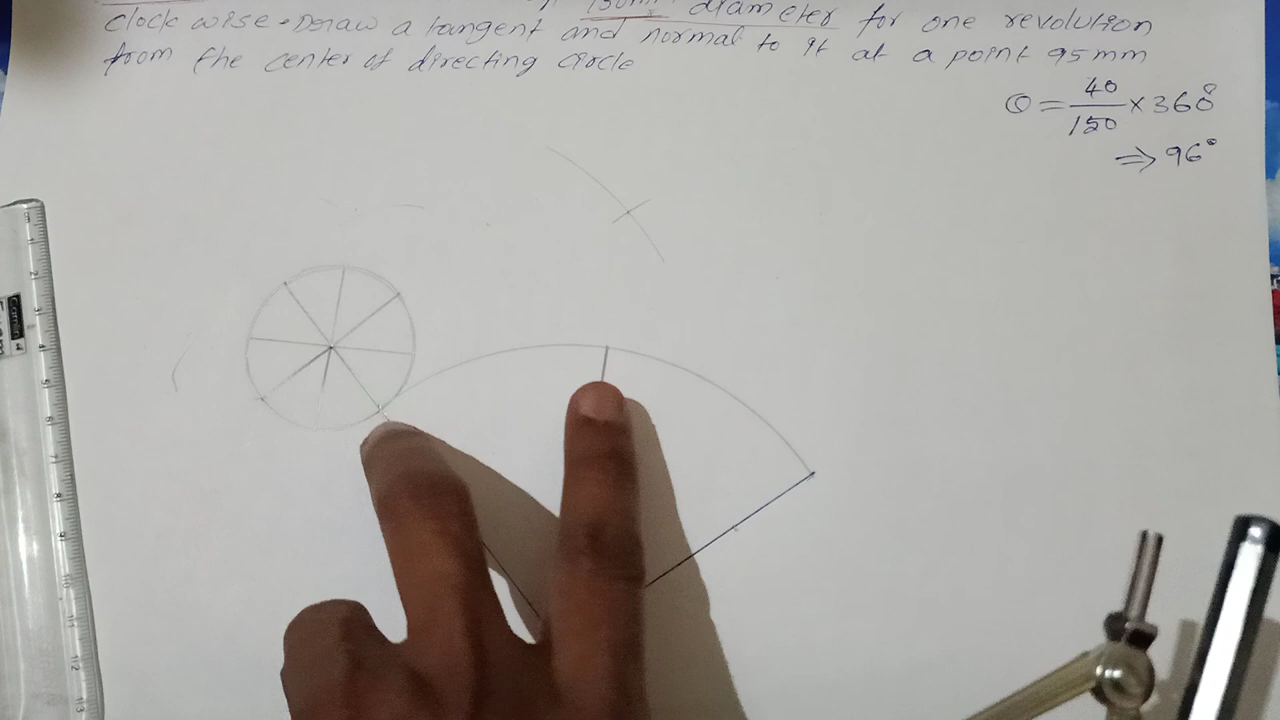 150mm diameter for one revolution
clock wise. Draw a tangent and normal to it at a point 95mm
from the center of directing circle
θ = 40/150 × 360°
⇒ 96°